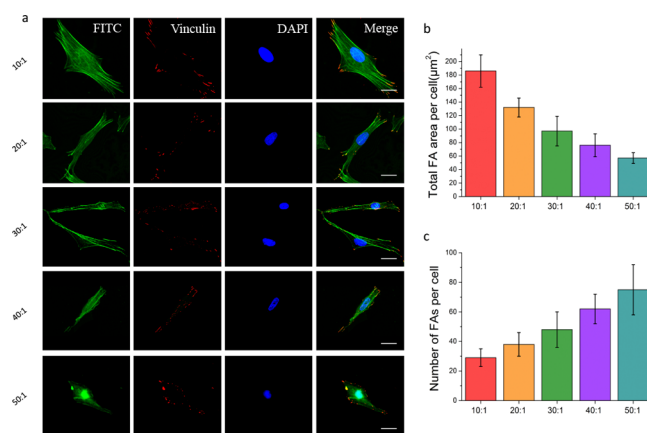 a
FITC
Vinculin
DAPI
Merge
10:1
20:1
30:1
40:1
50:1
b
Total FA area per cell(μm²)
200
180
160
140
120
100
80
60
40
20
0
10:1 20:1 30:1 40:1 50:1
c
Number of FAs per cell
100
80
60
40
20
0
10:1 20:1 30:1 40:1 50:1